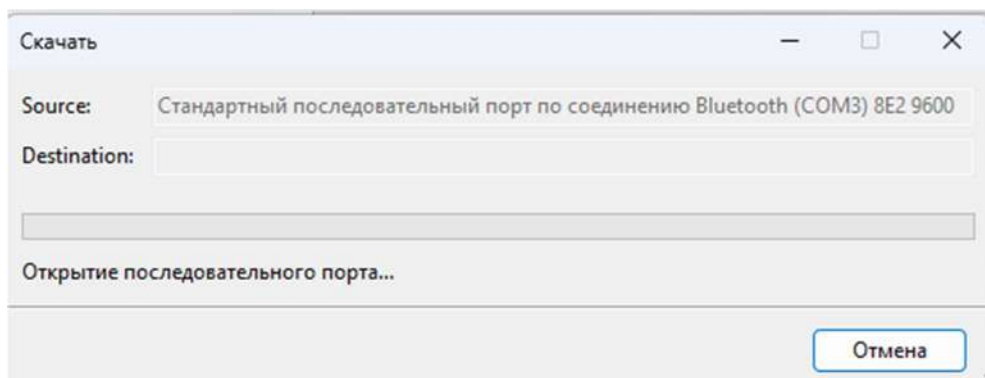 Скачать
Source: Стандартный последовательный порт по соединению Bluetooth (COM3) 8E2 9600
Destination:
Открытие последовательного порта...
Отмена